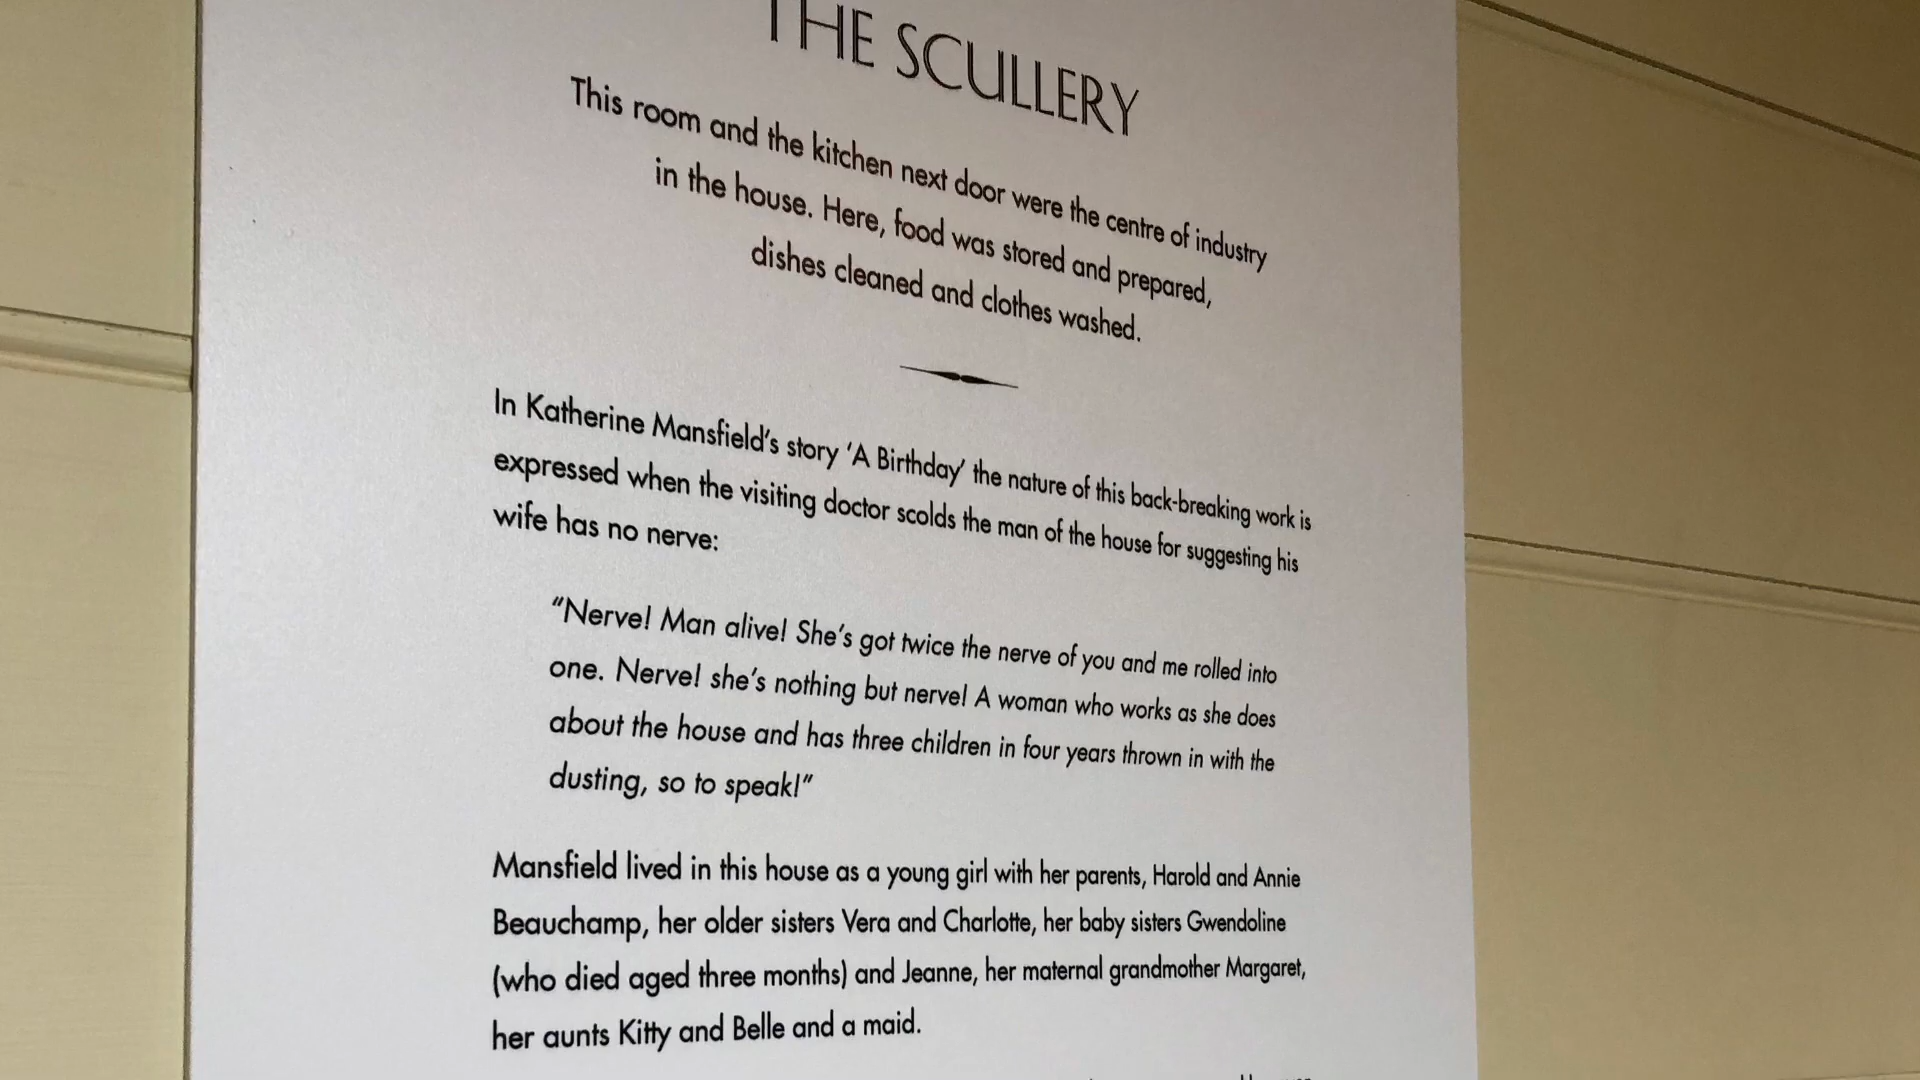 THE SCULLERY
This room and the kitchen next door were the centre of industry
in the house. Here, food was stored and prepared,
dishes cleaned and clothes washed.
In Katherine Mansfield's story 'A Birthday' the nature of this back-breaking work is
expressed when the visiting doctor scolds the man of the house for suggesting his
wife has no nerve:
"Nerve! Man alive! She's got twice the nerve of you and me rolled into
one. Nerve! she's nothing but nerve! A woman who works as she does
about the house and has three children in four years thrown in with the
dusting, so to speak!"
Mansfield lived in this house as a young girl with her parents, Harold and Annie
Beauchamp, her older sisters Vera and Charlotte, her baby sisters Gwendoline
(who died aged three months) and Jeanne, her maternal grandmother Margaret,
her aunts Kitty and Belle and a maid.